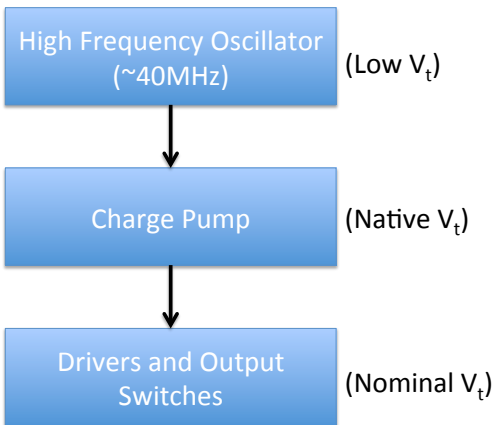 High Frequency Oscillator
(~40MHz)
(Low Vt)
Charge Pump
(Native Vt)
Drivers and Output
Switches
(Nominal Vt)